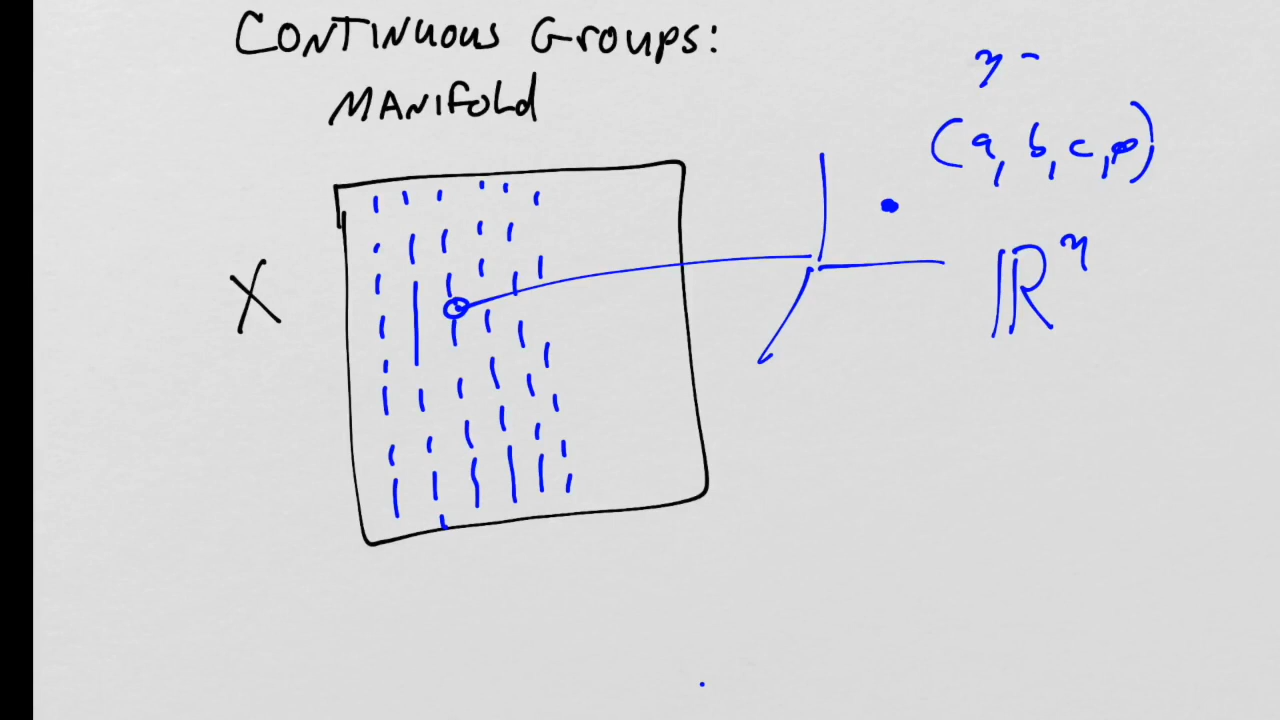 CONTINUOUS GROUPS:
MANIFOLD
n -
(a, b, c, p)
X
ℝⁿ